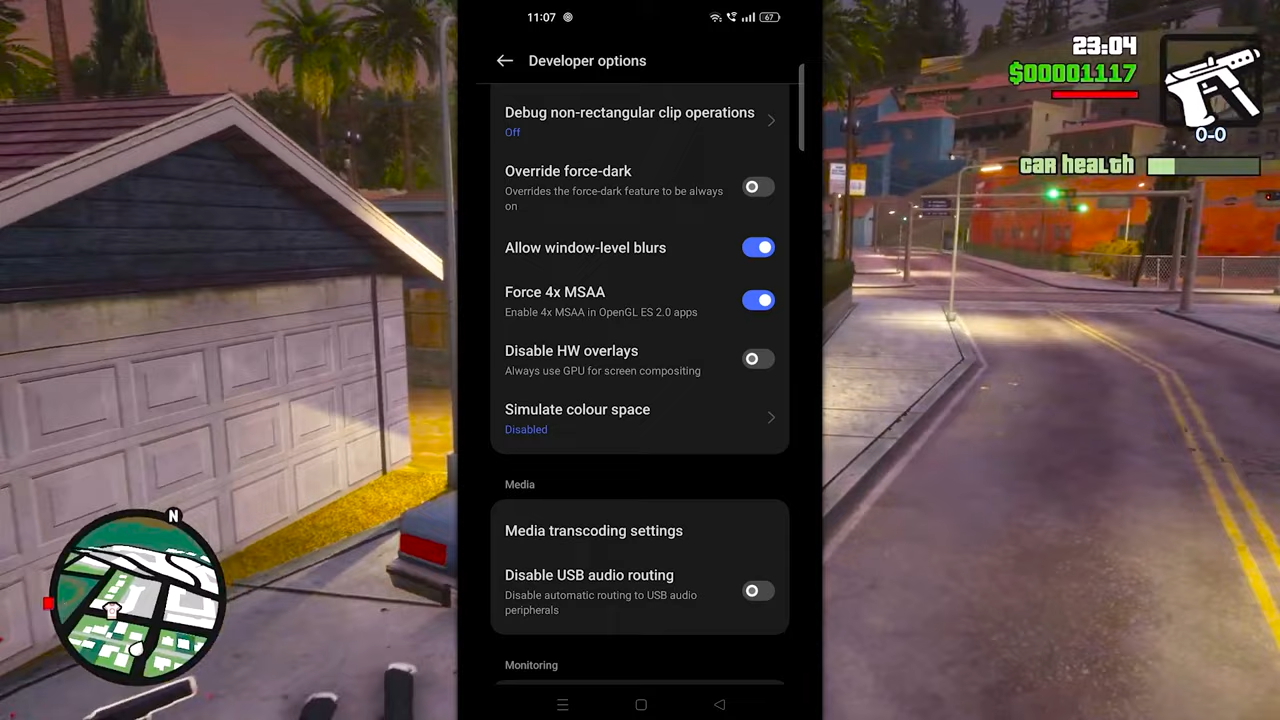 11:07
67
Developer options
Debug non-rectangular clip operations
Off
Override force-dark
Overrides the force-dark feature to be always
on
Allow window-level blurs
Force 4x MSAA
Enable 4x MSAA in OpenGL ES 2.0 apps
Disable HW overlays
Always use GPU for screen compositing
Simulate colour space
Disabled
Media
Media transcoding settings
Disable USB audio routing
Disable automatic routing to USB audio
peripherals
Monitoring
23:04
$00001117
0-0
CAR HEALTH
N